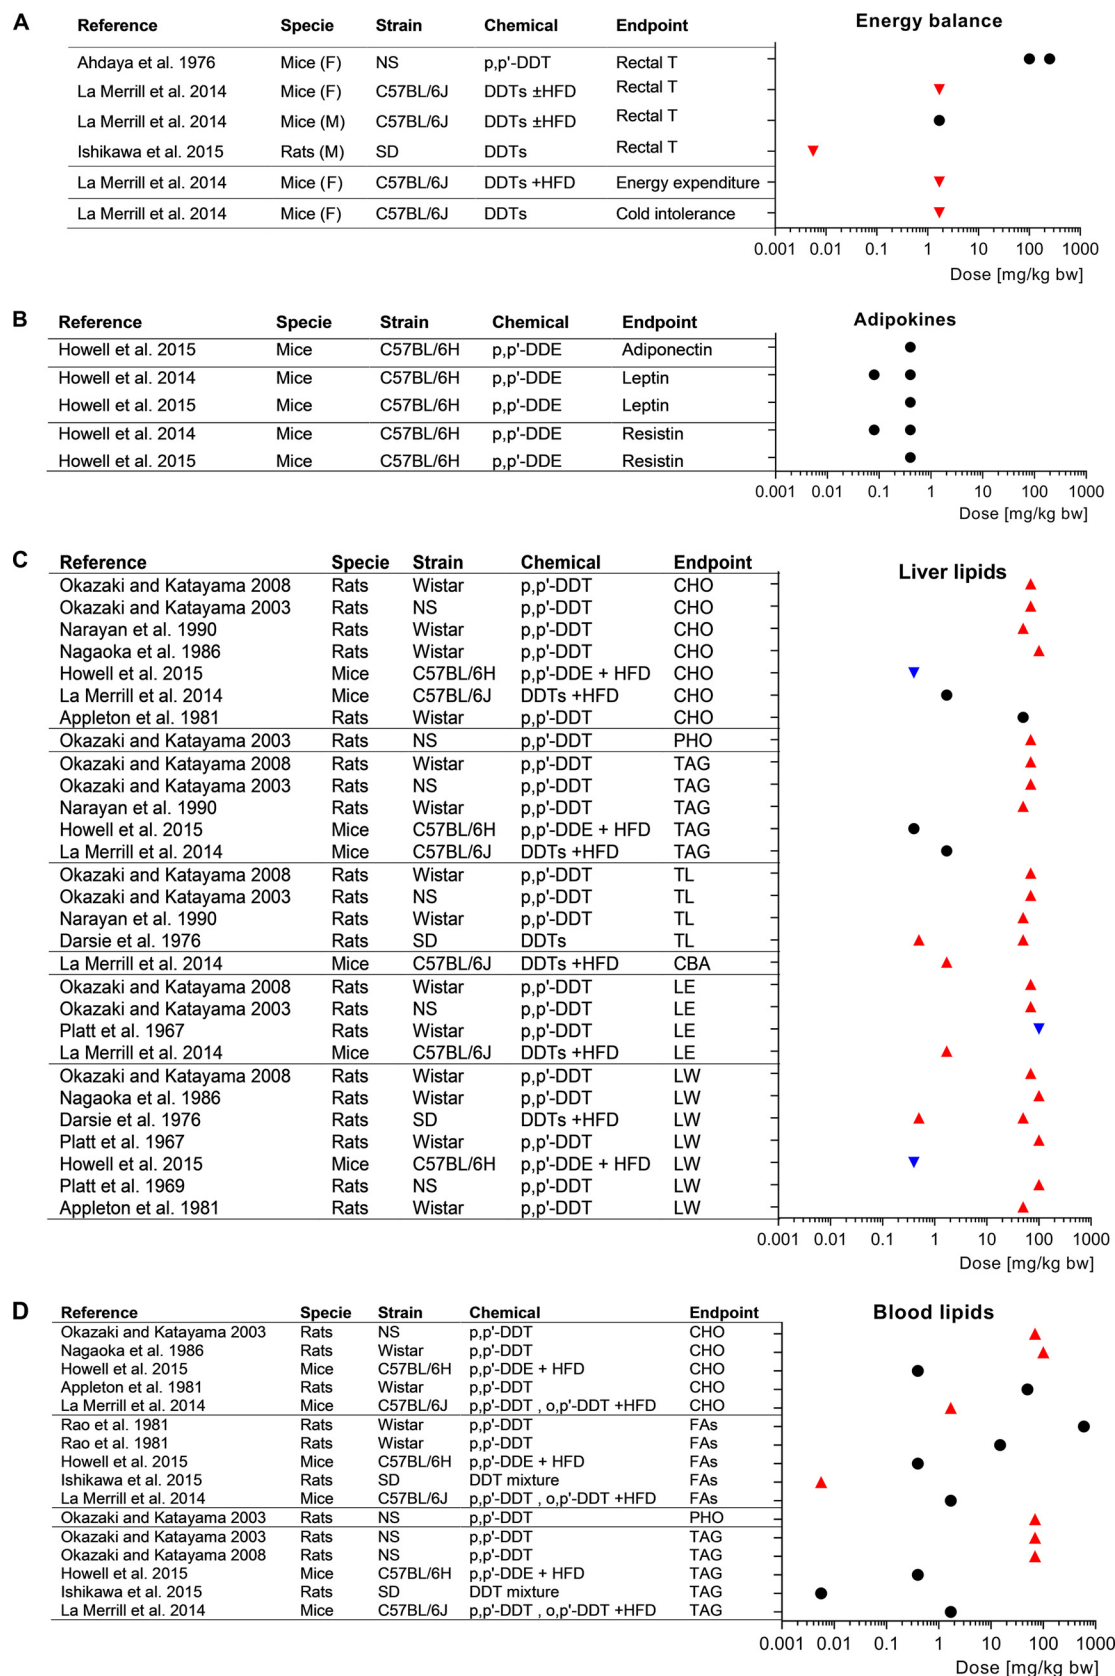 A Reference Specie Strain Chemical Endpoint Energy balance
Ahdaya et al. 1976 Mice (F) NS p,p'-DDT Rectal T
La Merrill et al. 2014 Mice (F) C57BL/6J DDTs ±HFD Rectal T
La Merrill et al. 2014 Mice (M) C57BL/6J DDTs ±HFD Rectal T
Ishikawa et al. 2015 Rats (M) SD DDTs Rectal T
La Merrill et al. 2014 Mice (F) C57BL/6J DDTs +HFD Energy expenditure
La Merrill et al. 2014 Mice (F) C57BL/6J DDTs Cold intolerance
0.001 0.01 0.1 1 10 100 1000
Dose [mg/kg bw]
B Reference Specie Strain Chemical Endpoint Adipokines
Howell et al. 2015 Mice C57BL/6H p,p'-DDE Adiponectin
Howell et al. 2014 Mice C57BL/6H p,p'-DDE Leptin
Howell et al. 2015 Mice C57BL/6H p,p'-DDE Leptin
Howell et al. 2014 Mice C57BL/6H p,p'-DDE Resistin
Howell et al. 2015 Mice C57BL/6H p,p'-DDE Resistin
0.001 0.01 0.1 1 10 100 1000
Dose [mg/kg bw]
C Reference Specie Strain Chemical Endpoint Liver lipids
Okazaki and Katayama 2008 Rats Wistar p,p'-DDT CHO
Okazaki and Katayama 2003 Rats NS p,p'-DDT CHO
Narayan et al. 1990 Rats Wistar p,p'-DDT CHO
Nagaoka et al. 1986 Rats Wistar p,p'-DDT CHO
Howell et al. 2015 Mice C57BL/6H p,p'-DDE + HFD CHO
La Merrill et al. 2014 Mice C57BL/6J DDTs +HFD CHO
Appleton et al. 1981 Rats Wistar p,p'-DDT CHO
Okazaki and Katayama 2003 Rats NS p,p'-DDT PHO
Okazaki and Katayama 2008 Rats Wistar p,p'-DDT TAG
Okazaki and Katayama 2003 Rats NS p,p'-DDT TAG
Narayan et al. 1990 Rats Wistar p,p'-DDT TAG
Howell et al. 2015 Mice C57BL/6H p,p'-DDE + HFD TAG
La Merrill et al. 2014 Mice C57BL/6J DDTs +HFD TAG
Okazaki and Katayama 2008 Rats Wistar p,p'-DDT TL
Okazaki and Katayama 2003 Rats NS p,p'-DDT TL
Narayan et al. 1990 Rats Wistar p,p'-DDT TL
Darsie et al. 1976 Rats SD DDTs TL
La Merrill et al. 2014 Mice C57BL/6J DDTs +HFD CBA
Okazaki and Katayama 2008 Rats Wistar p,p'-DDT LE
Okazaki and Katayama 2003 Rats NS p,p'-DDT LE
Platt et al. 1967 Rats Wistar p,p'-DDT LE
La Merrill et al. 2014 Mice C57BL/6J DDTs +HFD LE
Okazaki and Katayama 2008 Rats Wistar p,p'-DDT LW
Nagaoka et al. 1986 Rats Wistar p,p'-DDT LW
Darsie et al. 1976 Rats SD DDTs +HFD LW
Platt et al. 1967 Rats Wistar p,p'-DDT LW
Howell et al. 2015 Mice C57BL/6H p,p'-DDE + HFD LW
Platt et al. 1969 Rats NS p,p'-DDT LW
Appleton et al. 1981 Rats Wistar p,p'-DDT LW
0.001 0.01 0.1 1 10 100 1000
Dose [mg/kg bw]
D Reference Specie Strain Chemical Endpoint Blood lipids
Okazaki and Katayama 2003 Rats NS p,p'-DDT CHO
Nagaoka et al. 1986 Rats Wistar p,p'-DDT CHO
Howell et al. 2015 Mice C57BL/6H p,p'-DDE + HFD CHO
Appleton et al. 1981 Rats Wistar p,p'-DDT CHO
La Merrill et al. 2014 Mice C57BL/6J p,p'-DDT , o,p'-DDT +HFD CHO
Rao et al. 1981 Rats Wistar p,p'-DDT FAs
Rao et al. 1981 Rats Wistar p,p'-DDT FAs
Howell et al. 2015 Mice C57BL/6H p,p'-DDE + HFD FAs
Ishikawa et al. 2015 Rats SD DDT mixture FAs
La Merrill et al. 2014 Mice C57BL/6J p,p'-DDT , o,p'-DDT +HFD FAs
Okazaki and Katayama 2003 Rats NS p,p'-DDT PHO
Okazaki and Katayama 2003 Rats NS p,p'-DDT TAG
Okazaki and Katayama 2008 Rats NS p,p'-DDT TAG
Howell et al. 2015 Mice C57BL/6H p,p'-DDE + HFD TAG
Ishikawa et al. 2015 Rats SD DDT mixture TAG
La Merrill et al. 2014 Mice C57BL/6J p,p'-DDT , o,p'-DDT +HFD TAG
0.001 0.01 0.1 1 10 100 1000
Dose [mg/kg bw]